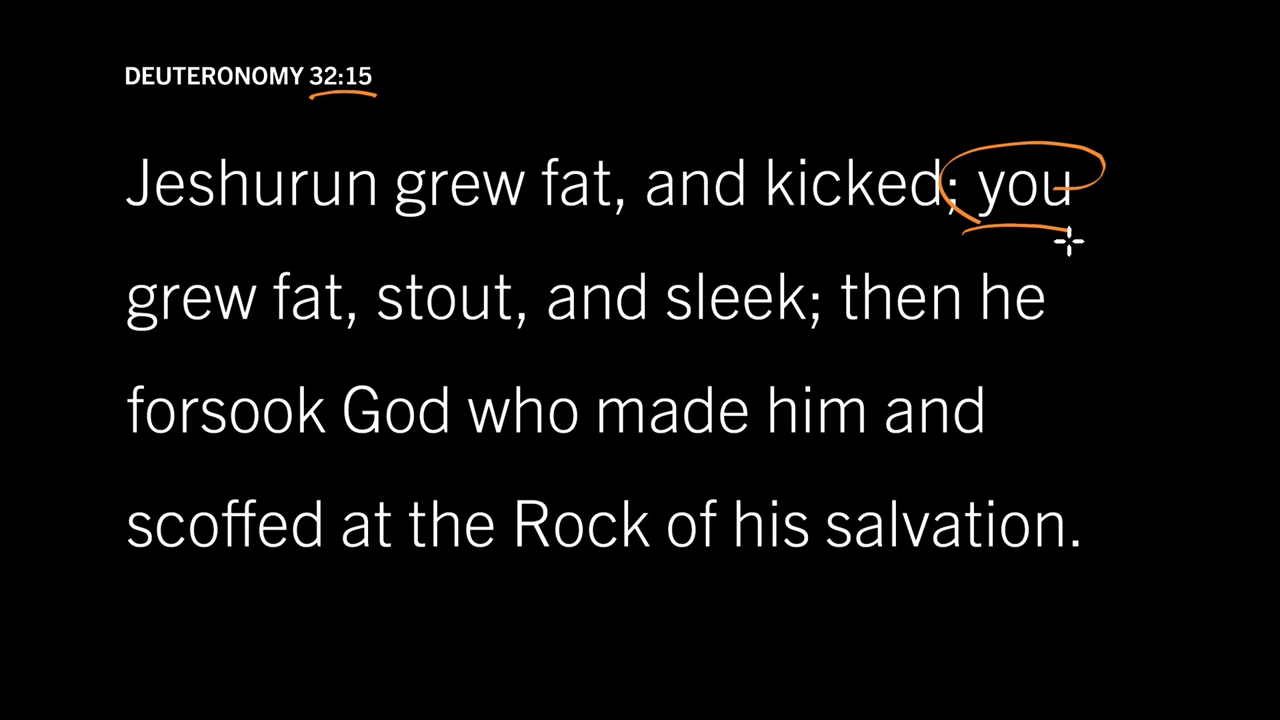 DEUTERONOMY 32:15
Jeshurun grew fat, and kicked; you
grew fat, stout, and sleek; then he
forsook God who made him and
scoffed at the Rock of his salvation.